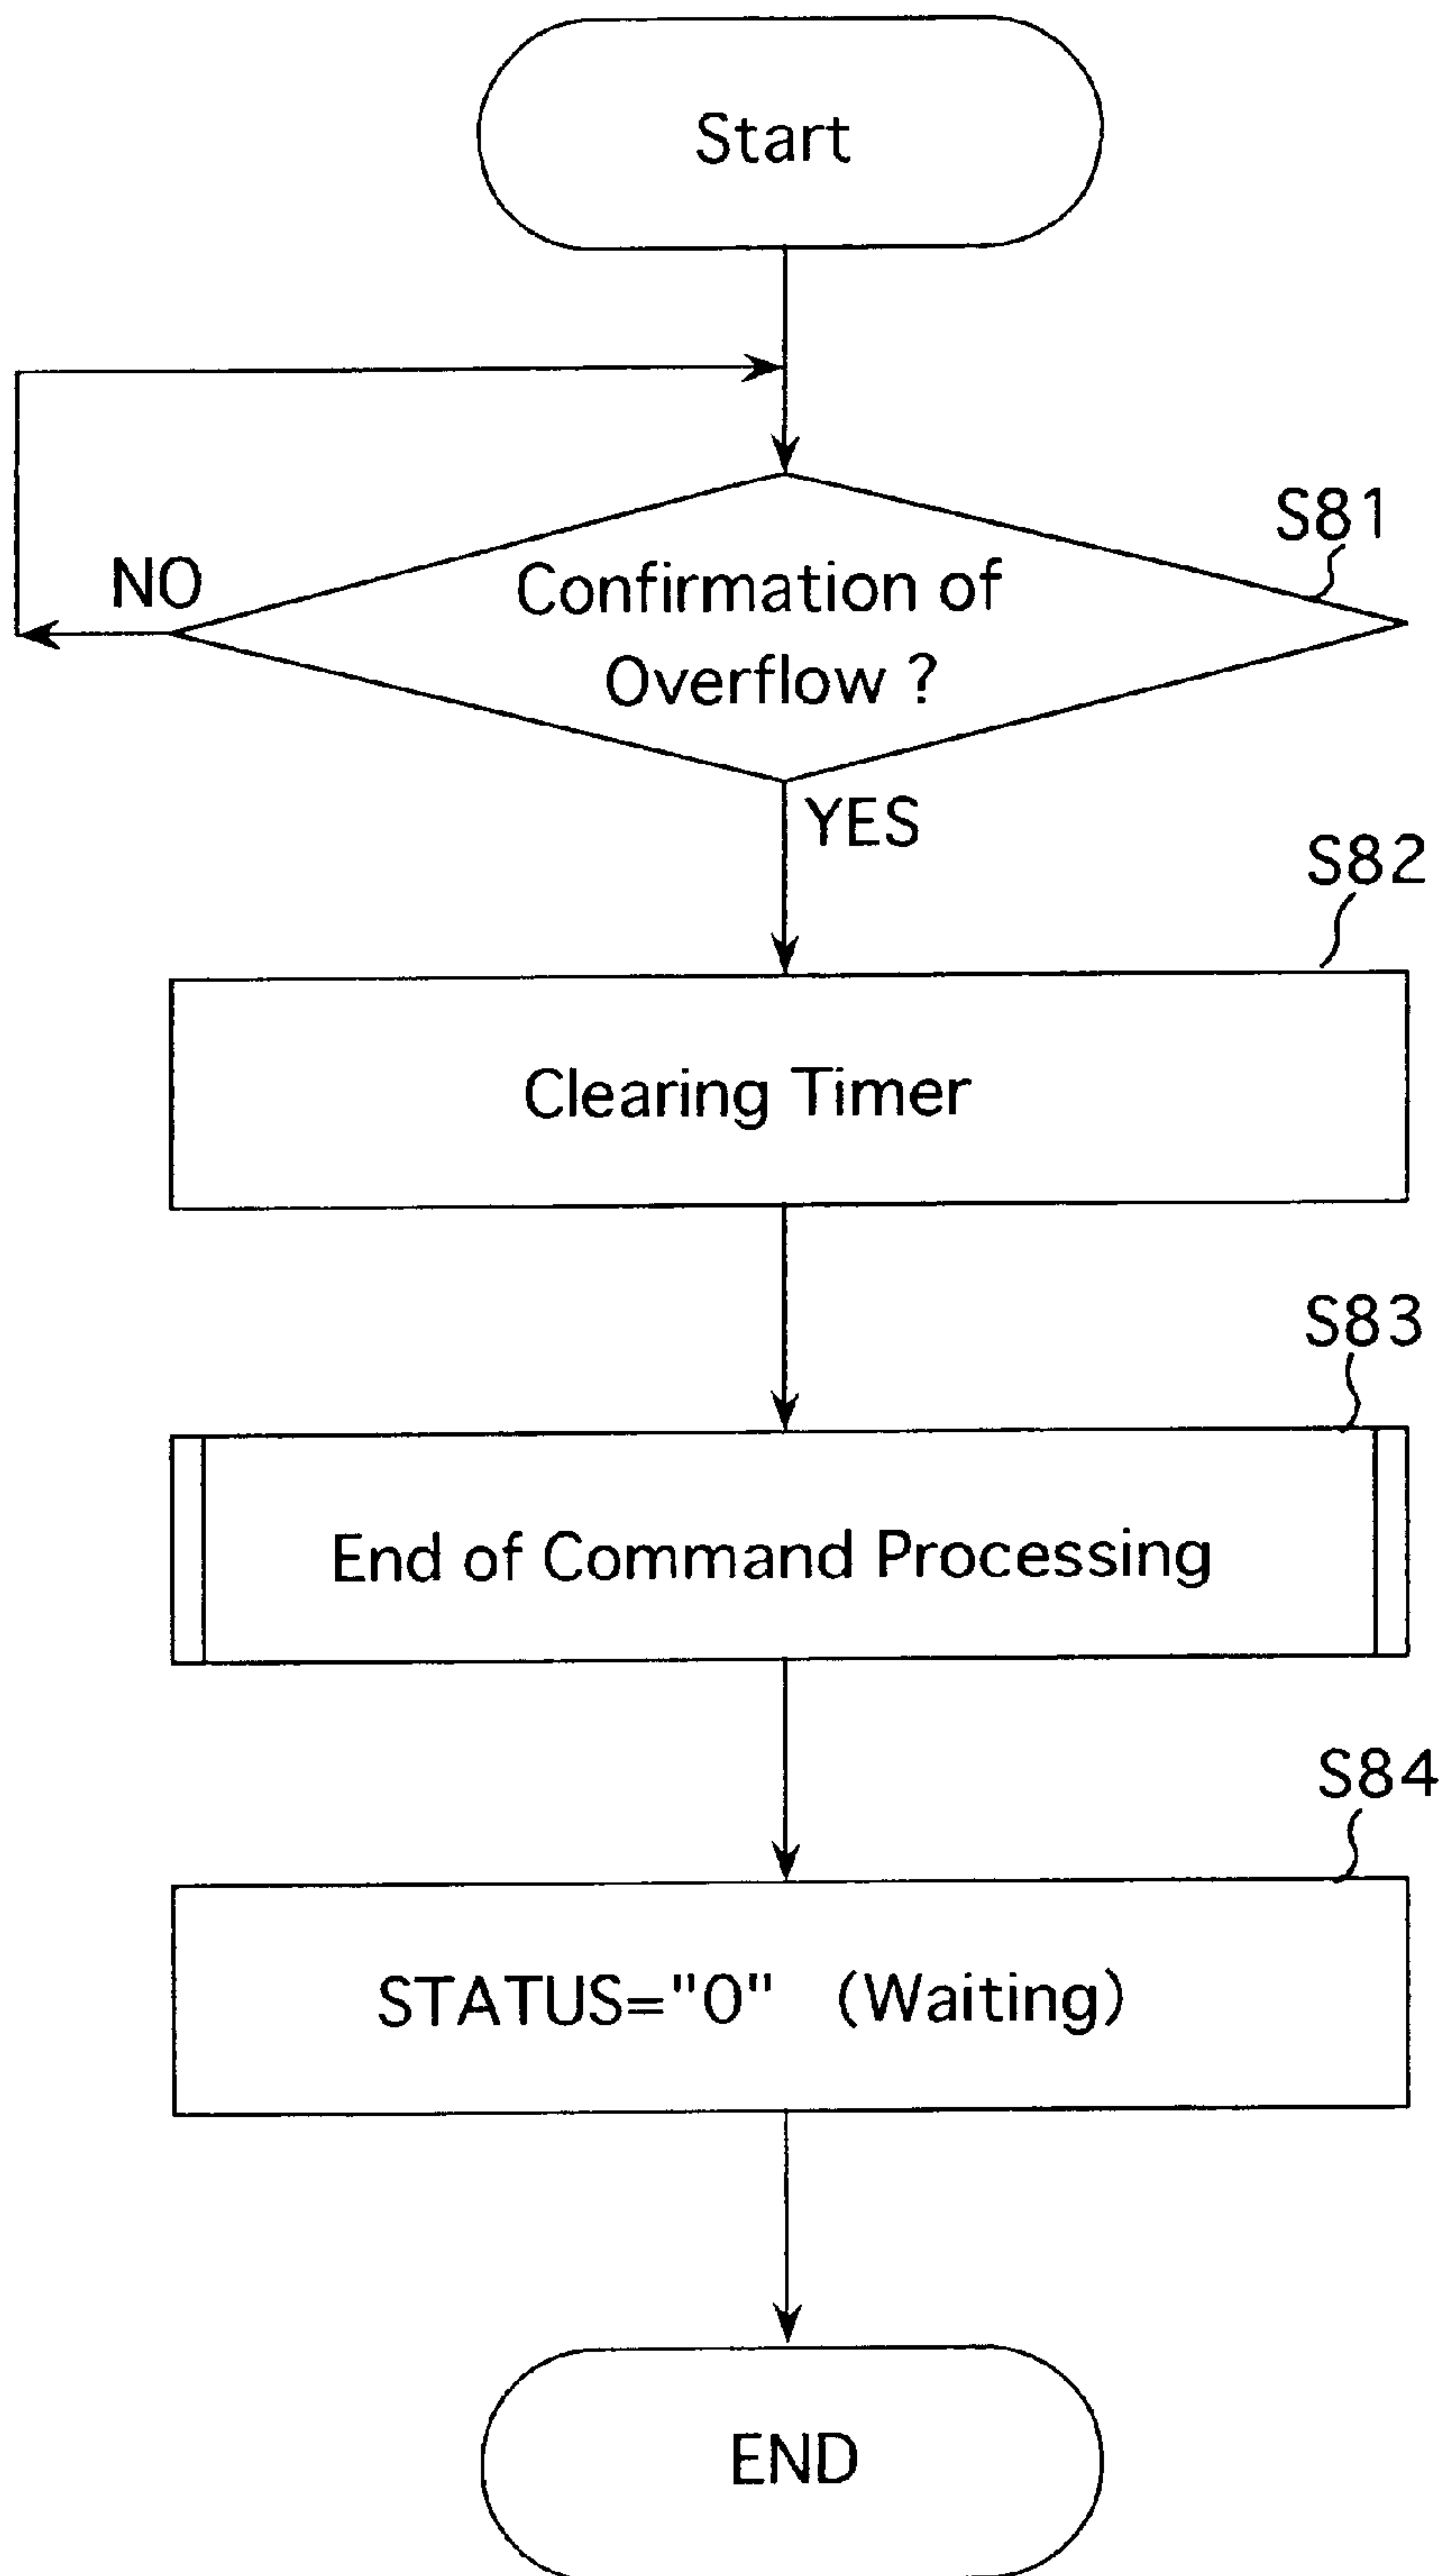 Start
S81
NO
Confirmation of
Overflow ?
YES
S82
Clearing Timer
S83
End of Command Processing
S84
STATUS="0" (Waiting)
END